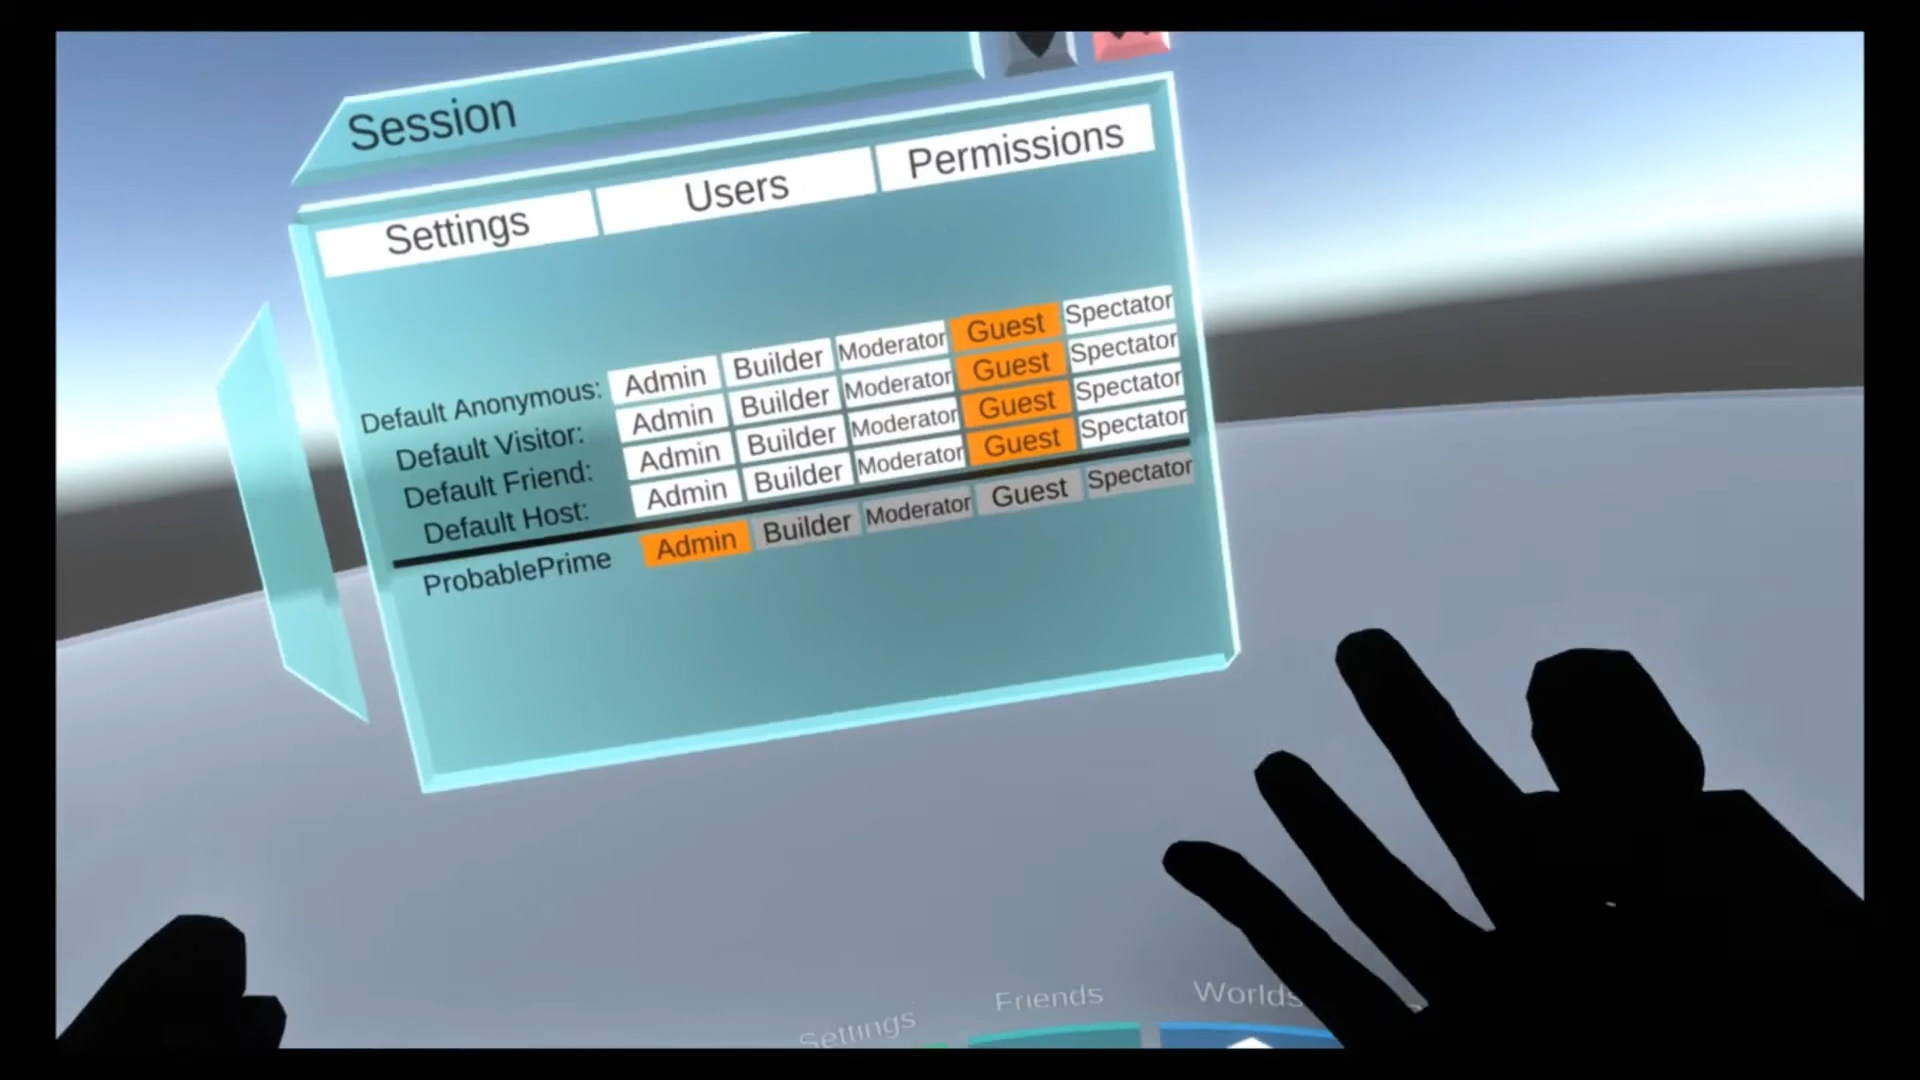 Session
Settings Users Permissions
Default Anonymous: Admin Builder Moderator Guest Spectator
Default Visitor: Admin Builder Moderator Guest Spectator
Default Friend: Admin Builder Moderator Guest Spectator
Default Host: Admin Builder Moderator Guest Spectator
ProbablePrime Admin Builder Moderator Guest Spectator
Settings Friends Worlds